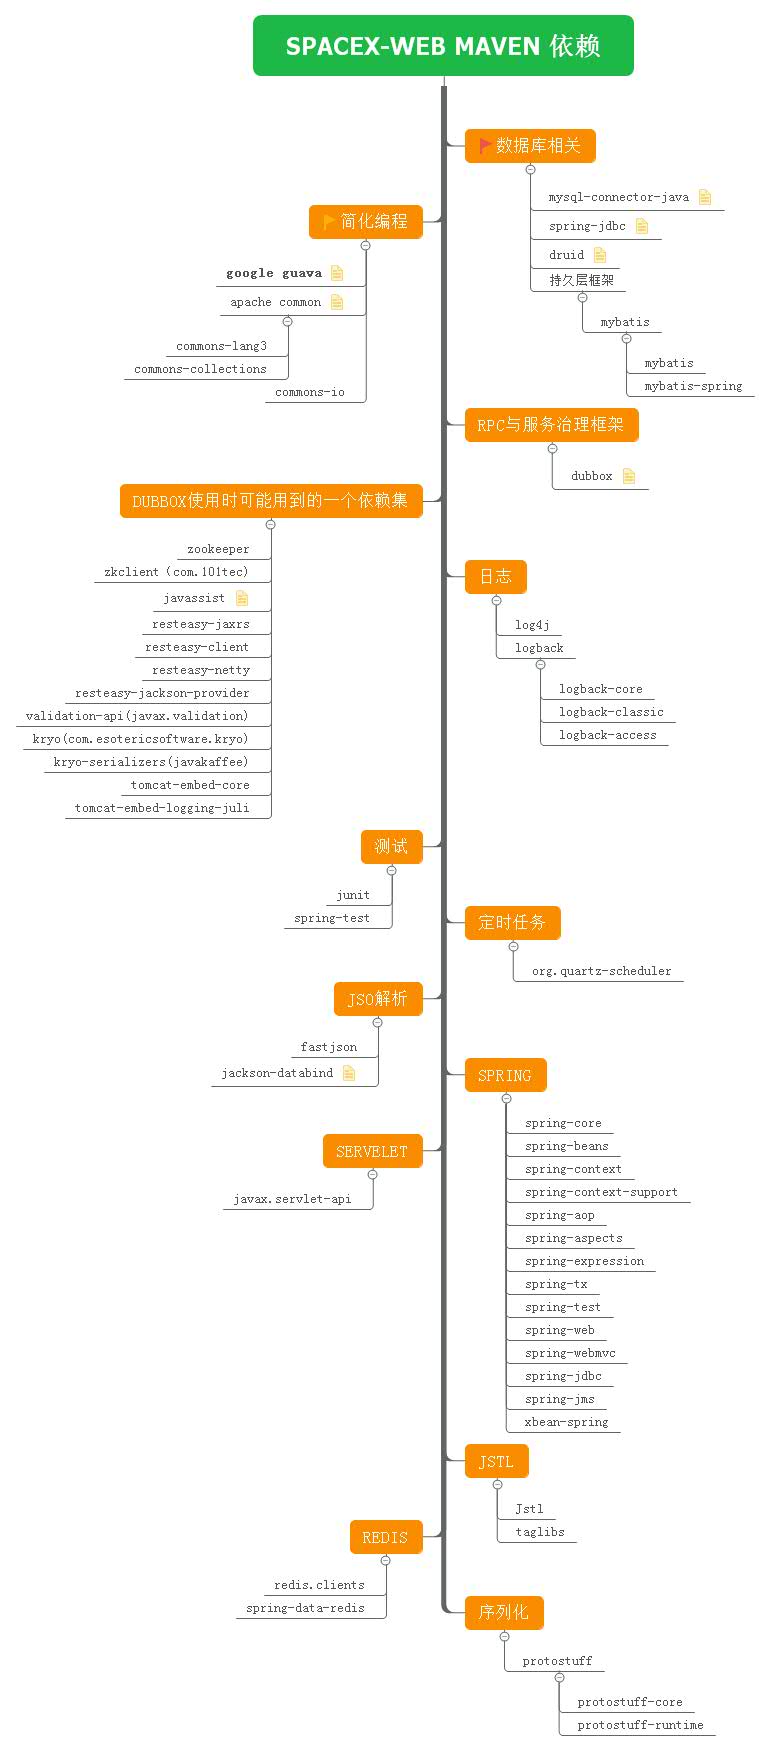 SPACEX-WEB MAVEN 依赖
数据库相关
mysql-connector-java
spring-jdbc
druid
持久层框架
mybatis
mybatis
mybatis-spring
简化编程
google guava
apache common
commons-lang3
commons-collections
commons-io
RPC与服务治理框架
dubbox
DUBBOX使用时可能用到的一个依赖集
zookeeper
zkclient（com.101tec)
javassist
resteasy-jaxrs
resteasy-client
resteasy-netty
resteasy-jackson-provider
validation-api(javax.validation)
kryo(com.esotericsoftware.kryo)
kryo-serializers(javakaffee)
tomcat-embed-core
tomcat-embed-logging-juli
日志
log4j
logback
logback-core
logback-classic
logback-access
测试
junit
spring-test
定时任务
org.quartz-scheduler
JSO解析
fastjson
jackson-databind
SPRING
spring-core
spring-beans
spring-context
spring-context-support
spring-aop
spring-aspects
spring-expression
spring-tx
spring-test
spring-web
spring-webmvc
spring-jdbc
spring-jms
xbean-spring
SERVELET
javax.servlet-api
JSTL
Jstl
taglibs
REDIS
redis.clients
spring-data-redis
序列化
protostuff
protostuff-core
protostuff-runtime